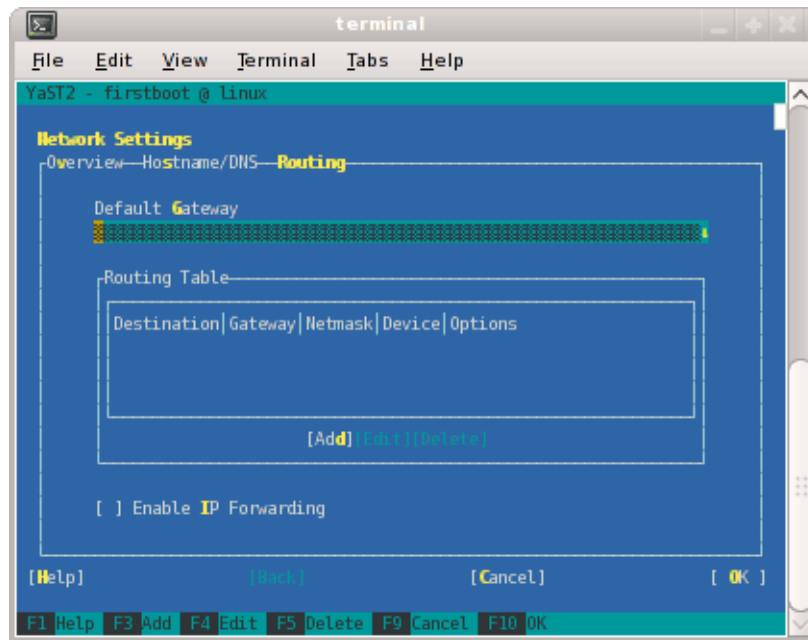 terminal
File Edit View Terminal Tabs Help
YaST2 - firstboot @ linux
Network Settings
Overview Hostname/DNS Routing
Default Gateway
Routing Table
Destination|Gateway|Netmask|Device|Options
[Add][Edit][Delete]
[ ] Enable IP Forwarding
[Help] [Back] [Cancel] [ OK ]
F1 Help F3 Add F4 Edit F5 Delete F9 Cancel F10 OK